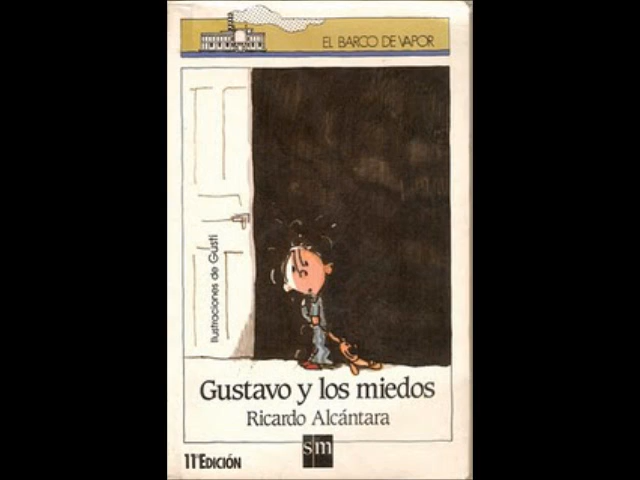 EL BARCO DE VAPOR
Ilustraciones de Gusti
Gustavo y los miedos
Ricardo Alcántara
sm
11ª EDICIÓN